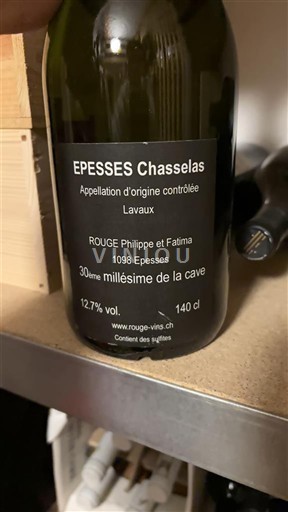 EPESSES Chasselas
Appellation d'origine contrôlée
Lavaux
ROUGE Philippe et Fatima
1098 Epesses
VINYOU
30ème millésime de la cave
12.7% vol. 140 cl
www.rouge-vins.ch
Contient des sulfites